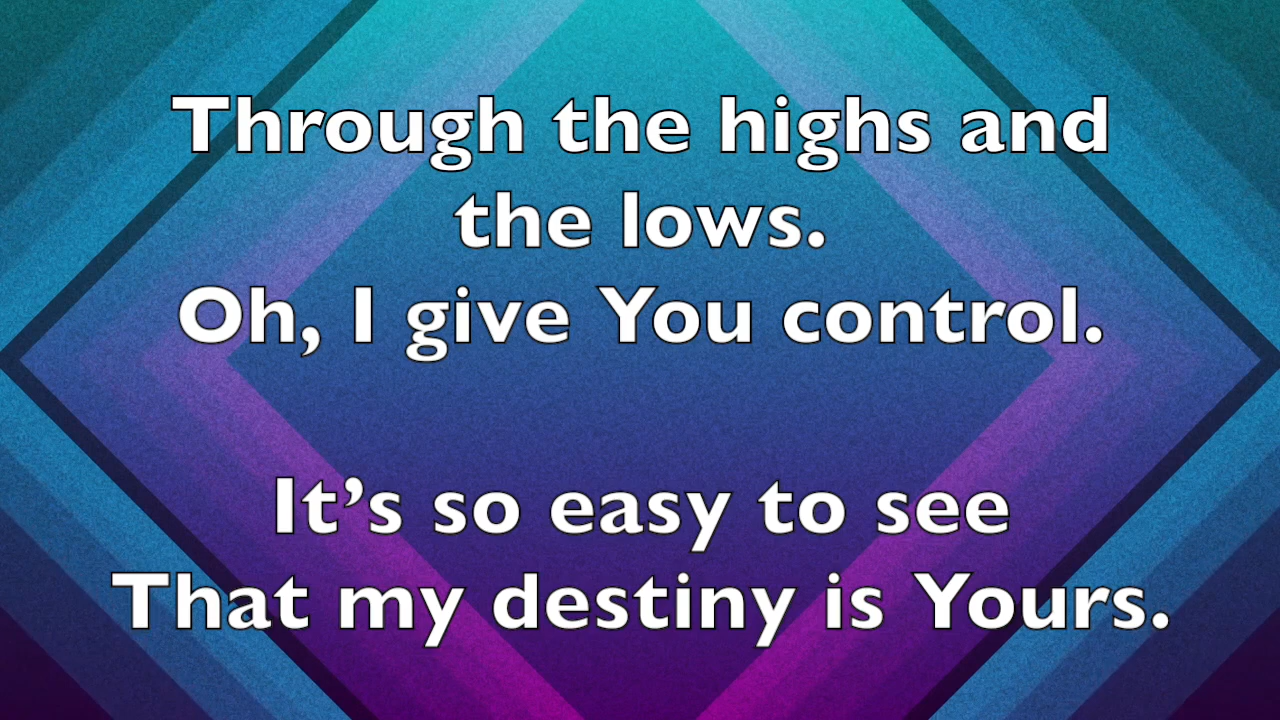 Through the highs and
the lows.
Oh, I give You control.
It’s so easy to see
That my destiny is Yours.